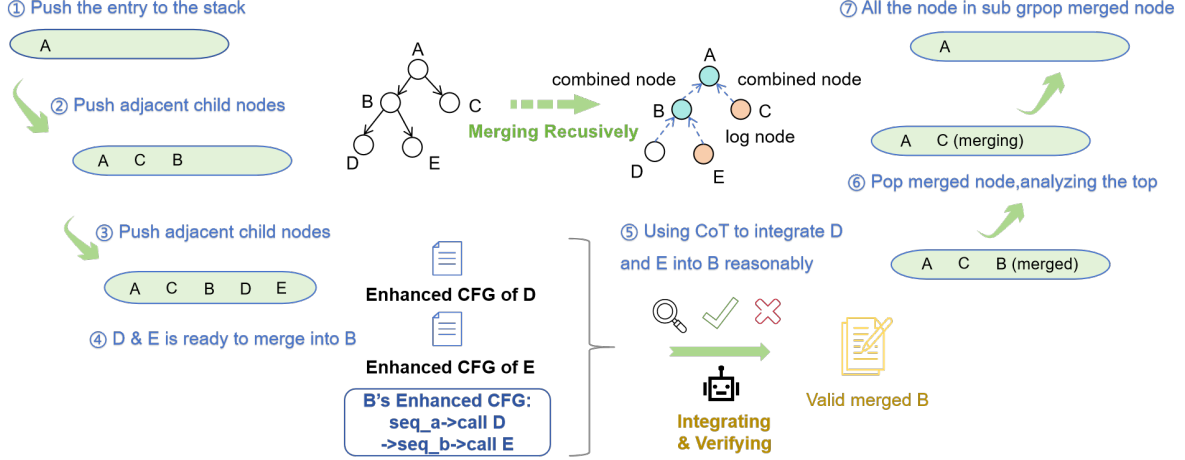 ① Push the entry to the stack
A
② Push adjacent child nodes
A C B
③ Push adjacent child nodes
A C B D E
④ D & E is ready to merge into B
A
B
C
D
E
Merging Recusively
A
combined node
combined node
B
C
log node
D
E
Enhanced CFG of D
Enhanced CFG of E
B's Enhanced CFG:
seq_a->call D
->seq_b->call E
⑤ Using CoT to integrate D
and E into B reasonably
Integrating
& Verifying
Valid merged B
A C B (merged)
⑥ Pop merged node,analyzing the top
A C (merging)
⑦ All the node in sub grpop merged node
A